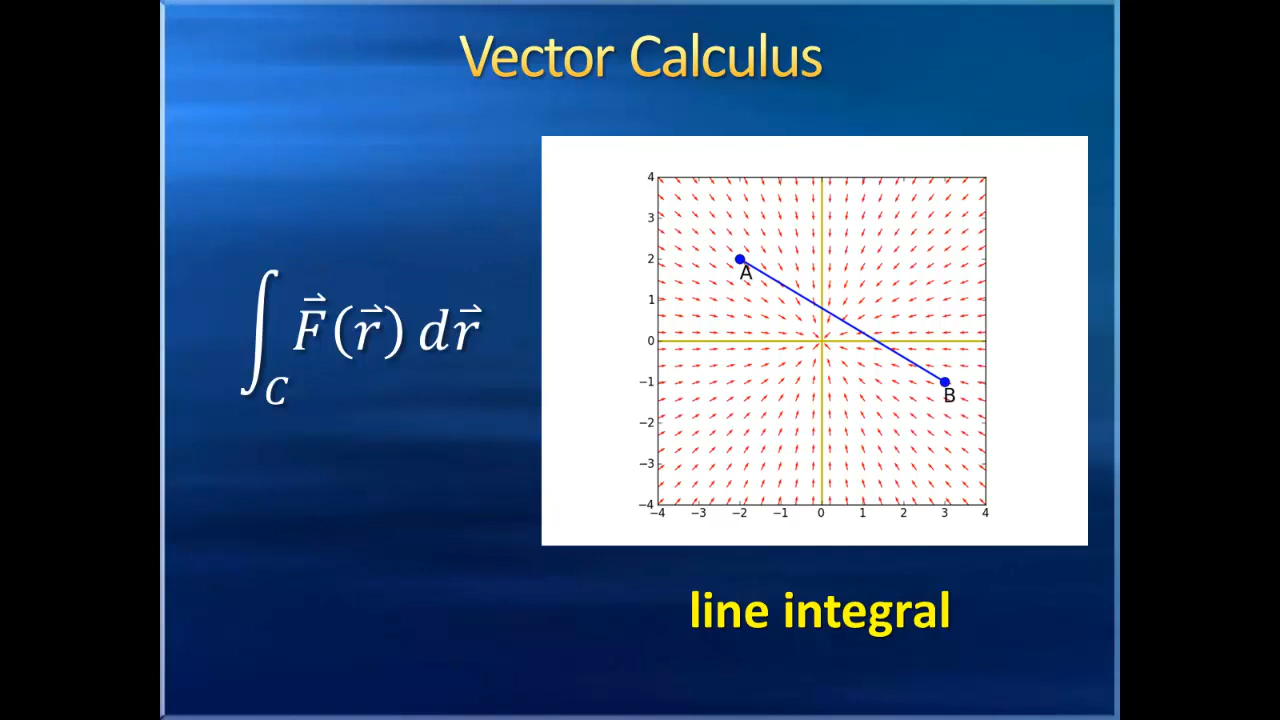 Vector Calculus
∫_C F⃗(r⃗) dr⃗
4
3
2
1
0
−1
−2
−3
−4
A
B
−4 −3 −2 −1 0 1 2 3 4
line integral